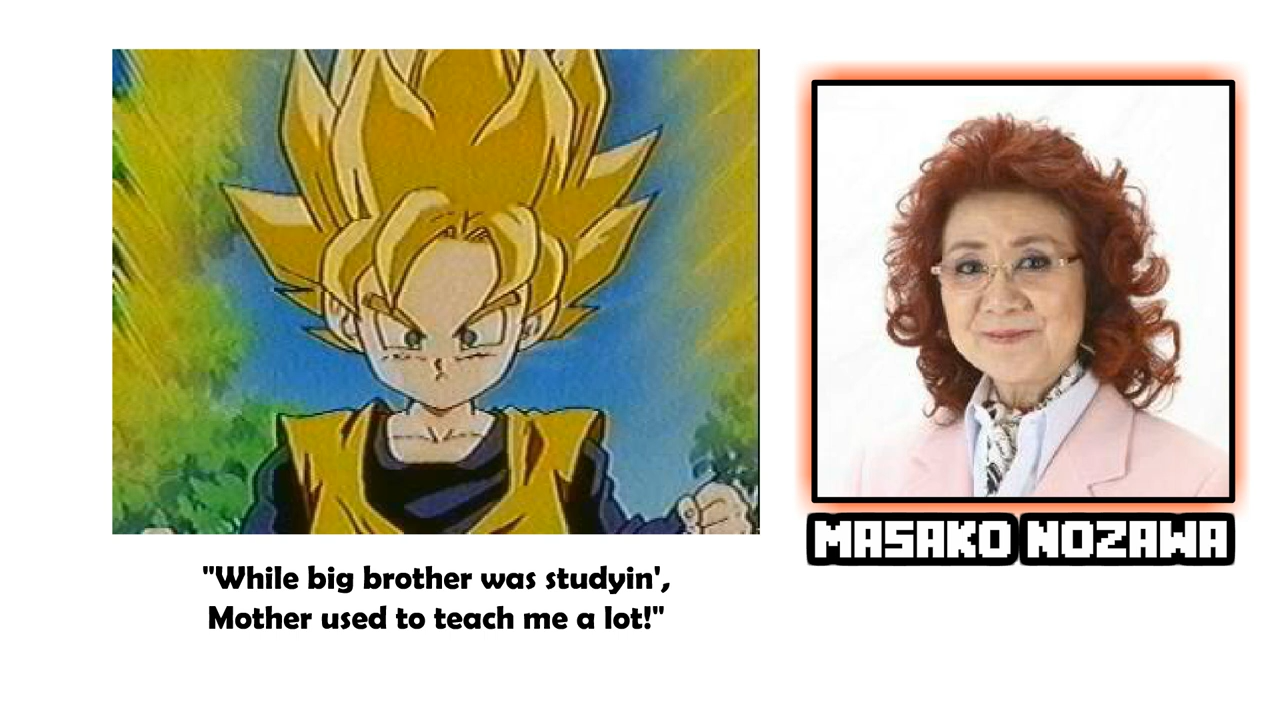 "While big brother was studyin',
Mother used to teach me a lot!"
MASAKO NOZAWA